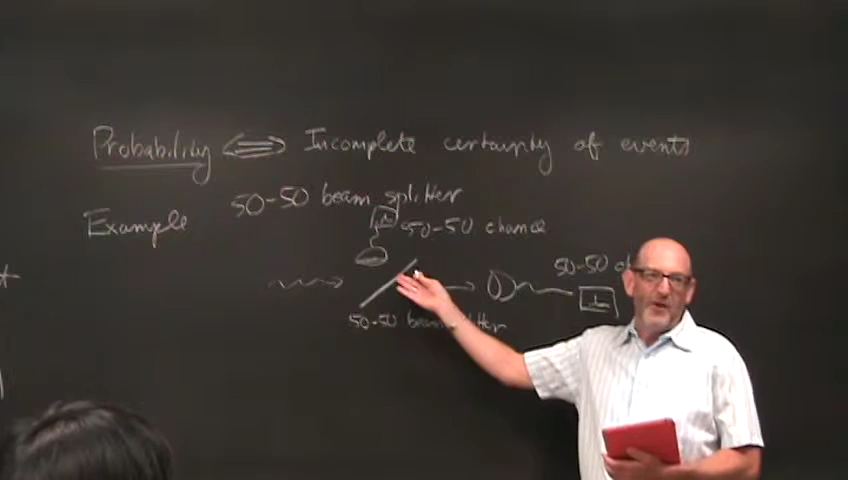 Probability ⟺ Incomplete certainty of events
Example 50-50 beam splitter
50-50 chance
50-50
50-50 beam splitter